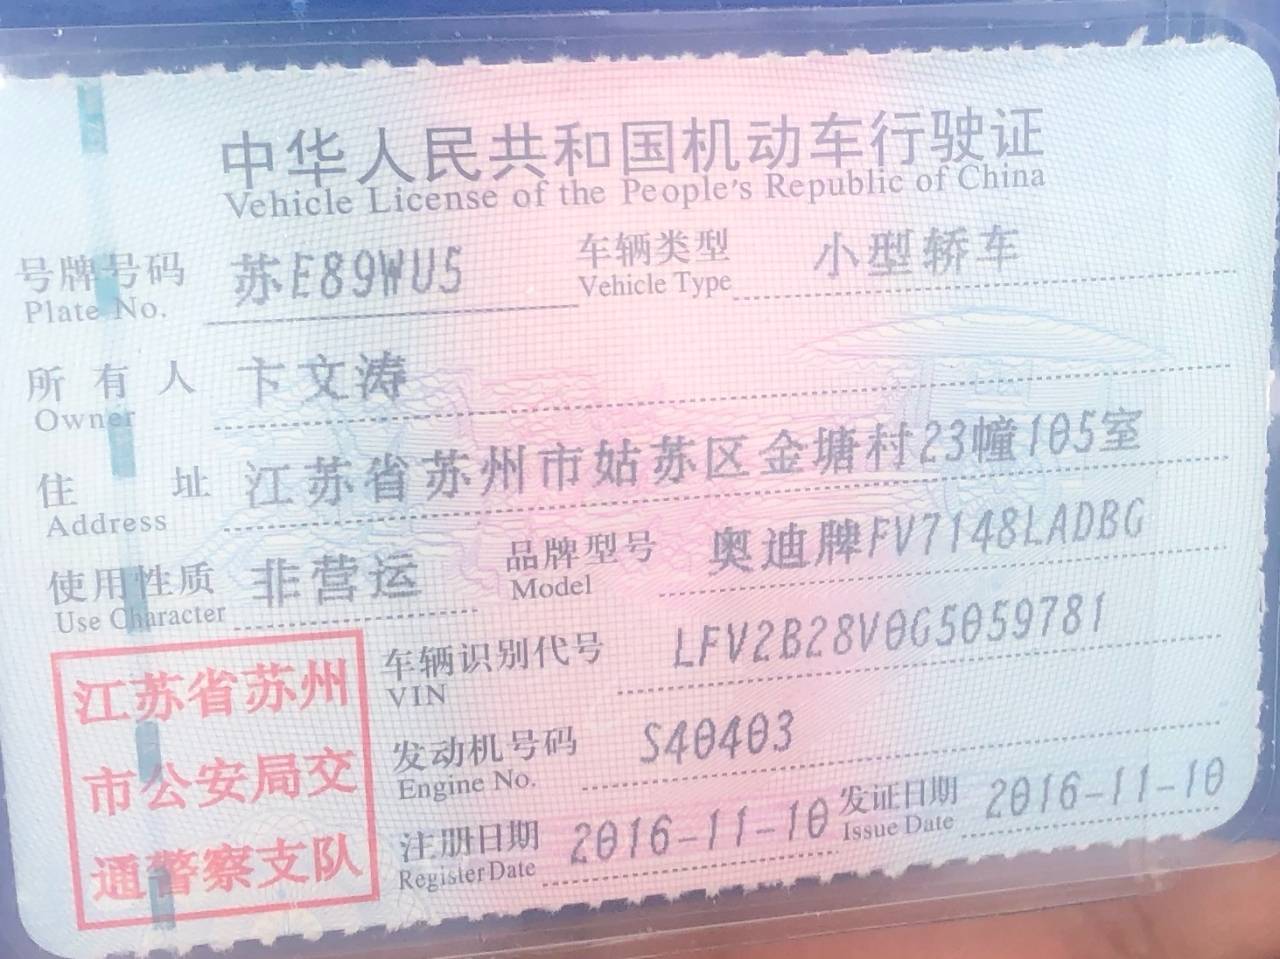 中华人民共和国机动车行驶证
Vehicle License of the People's Republic of China
号牌号码 苏E89WU5 车辆类型 小型轿车
Plate No. Vehicle Type
所有人 卞文涛
Owner
住址 江苏省苏州市姑苏区金塘村23幢105室
Address
使用性质 非营运 品牌型号 奥迪牌FV7148LADBG
Use Character Model
车辆识别代号 LFV2B28V0G5059781
VIN
发动机号码 S40403
Engine No.
注册日期 2016-11-10 发证日期 2016-11-10
Register Date Issue Date
江苏省苏州
市公安局交
通警察支队